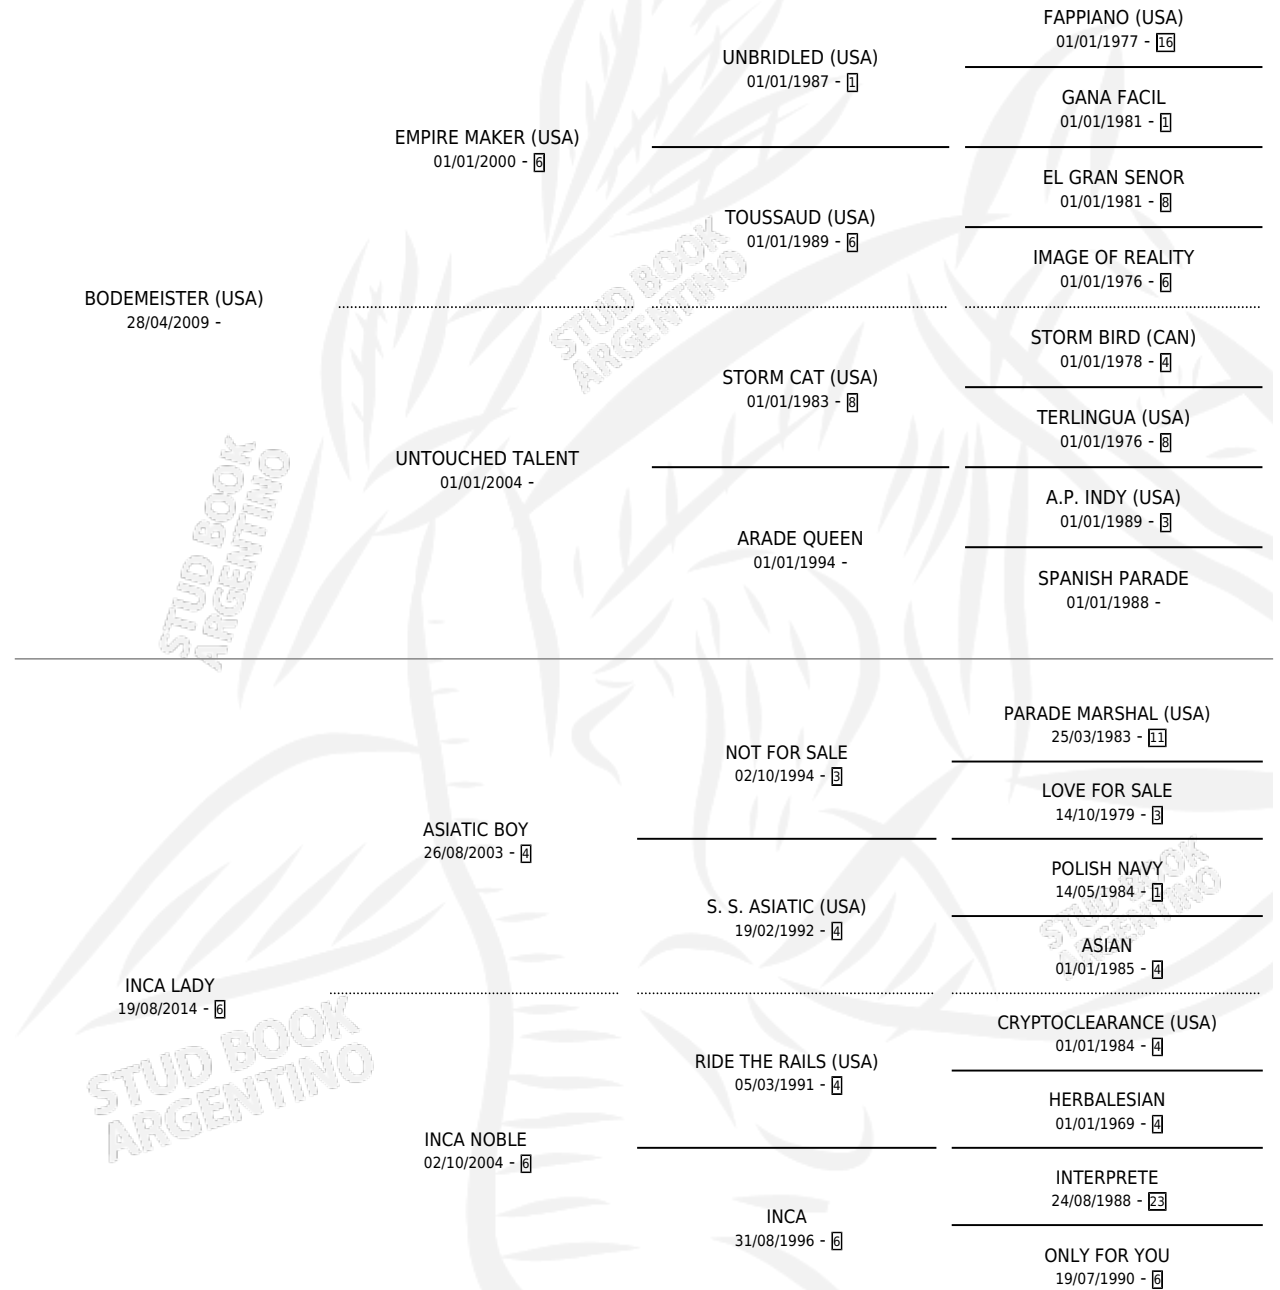 FAPPIANO (USA)
01/01/1977 - 16
UNBRIDLED (USA)
01/01/1987 - 1
GANA FACIL
01/01/1981 - 1
EMPIRE MAKER (USA)
01/01/2000 - 6
EL GRAN SENOR
01/01/1981 - 8
TOUSSAUD (USA)
01/01/1989 - 6
IMAGE OF REALITY
01/01/1976 - 6
BODEMEISTER (USA)
28/04/2009 -
STORM BIRD (CAN)
01/01/1978 - 4
STORM CAT (USA)
01/01/1983 - 8
TERLINGUA (USA)
01/01/1976 - 8
UNTOUCHED TALENT
01/01/2004 -
A.P. INDY (USA)
01/01/1989 - 3
ARADE QUEEN
01/01/1994 -
SPANISH PARADE
01/01/1988 -
PARADE MARSHAL (USA)
25/03/1983 - 11
NOT FOR SALE
02/10/1994 - 3
LOVE FOR SALE
14/10/1979 - 3
ASIATIC BOY
26/08/2003 - 4
POLISH NAVY
14/05/1984 - 1
S. S. ASIATIC (USA)
19/02/1992 - 4
ASIAN
01/01/1985 - 4
INCA LADY
19/08/2014 - 6
CRYPTOCLEARANCE (USA)
01/01/1984 - 4
RIDE THE RAILS (USA)
05/03/1991 - 4
HERBALESIAN
01/01/1969 - 4
INCA NOBLE
02/10/2004 - 6
INTERPRETE
24/08/1988 - 23
INCA
31/08/1996 - 6
ONLY FOR YOU
19/07/1990 - 6
STUD BOOK
ARGENTINO
STUD BOOK
ARGENTINO
STUD BOOK
ARGENTINO
STUD BOOK
ARGENTINO